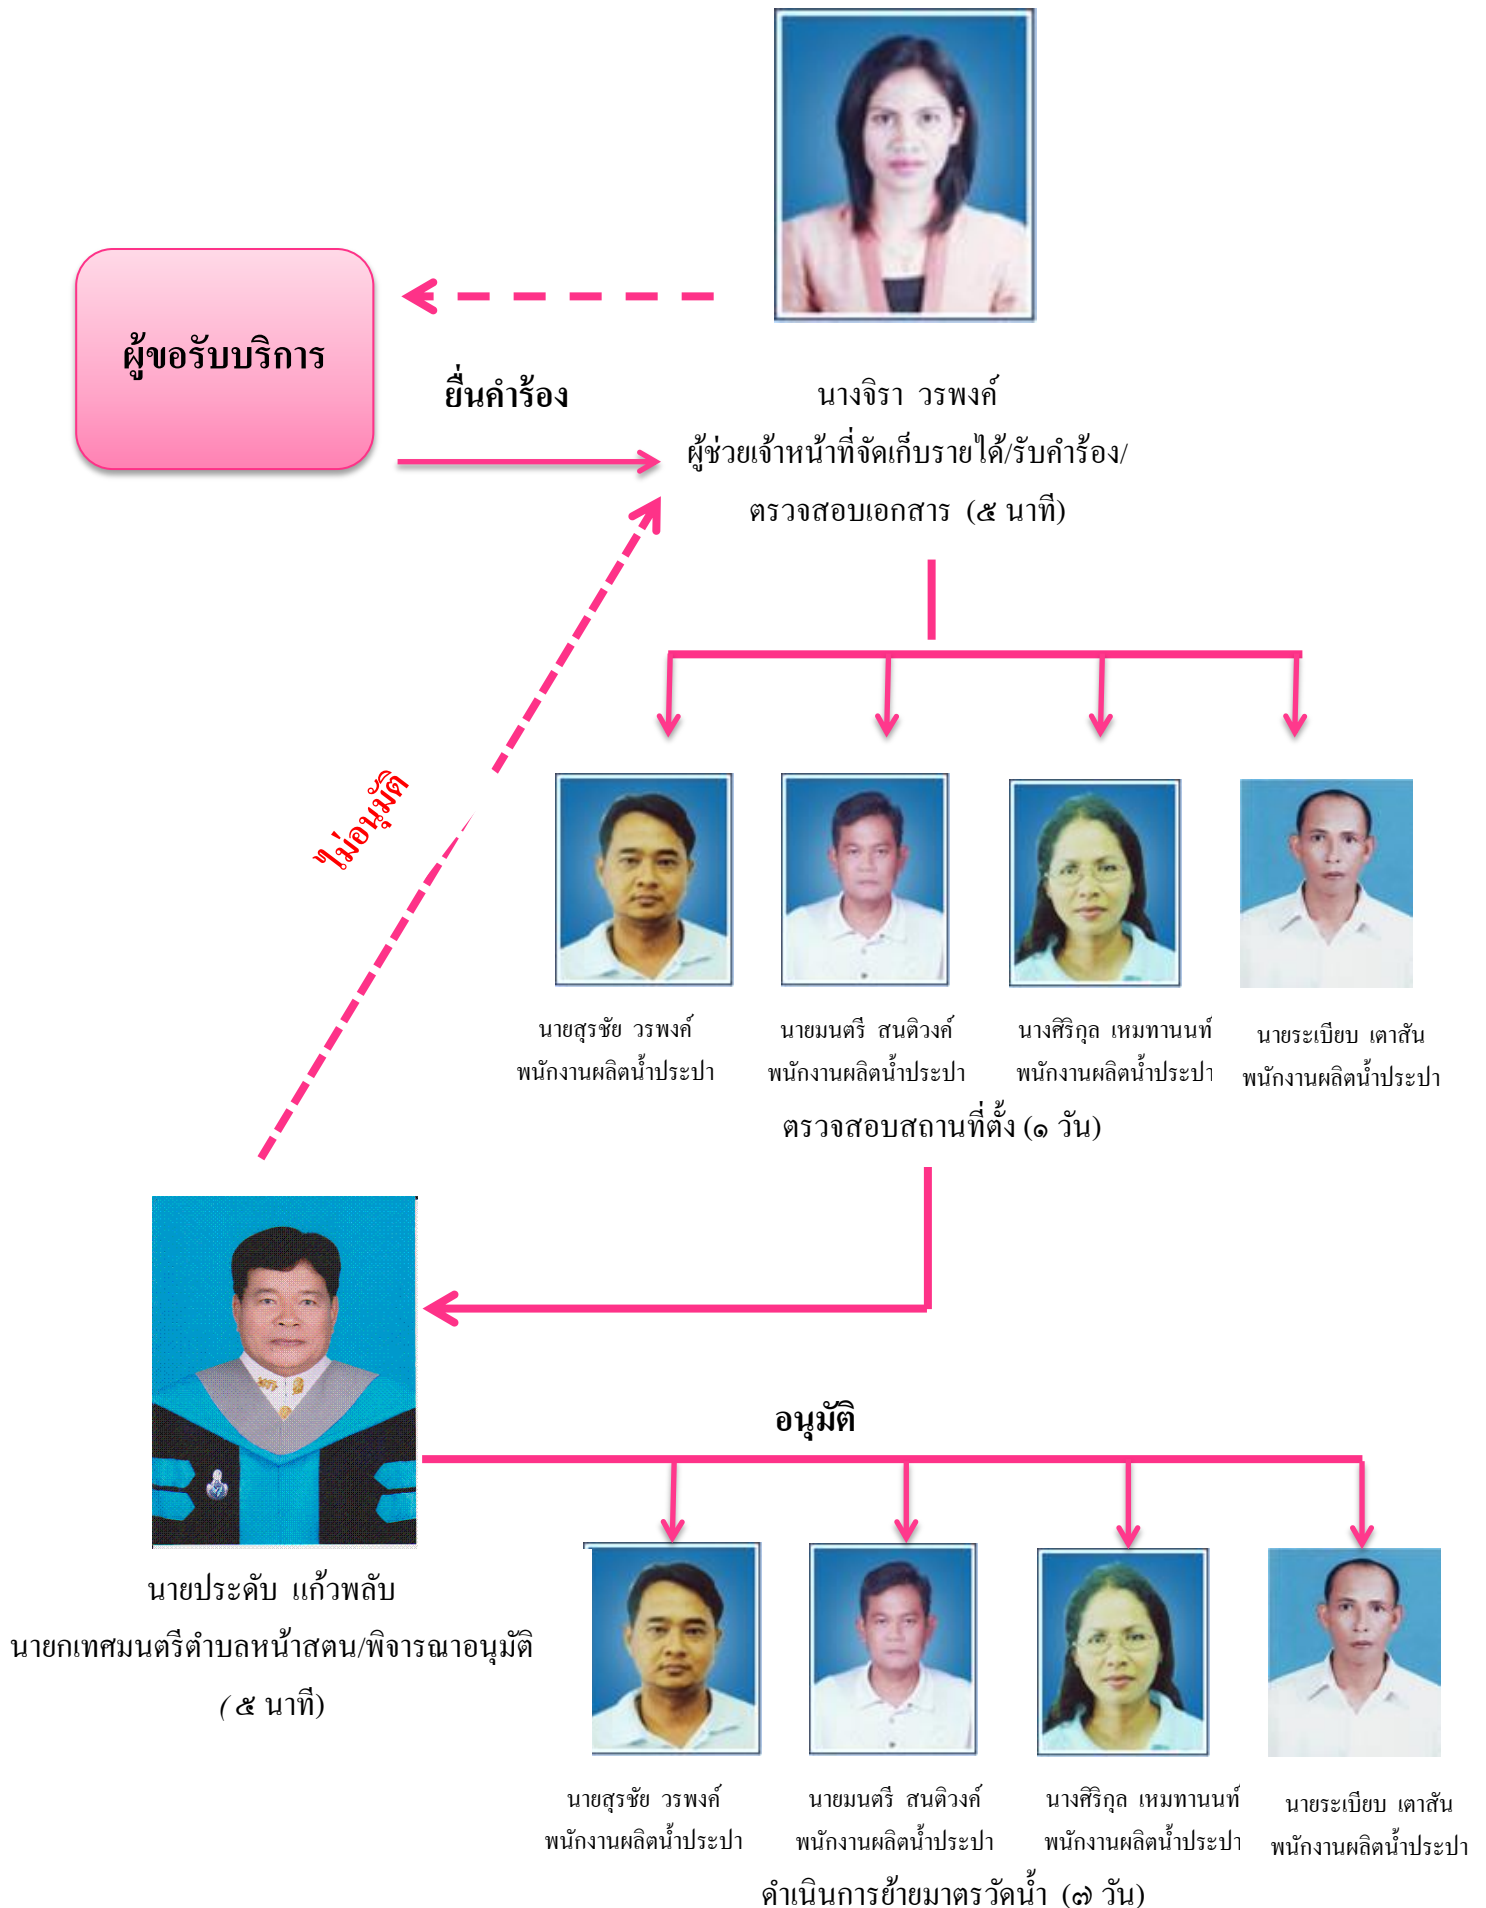 ผู้ขอรับบริการ
ยื่นคำร้อง
นางจิรา วรพงค์
ผู้ช่วยเจ้าหน้าที่จัดเก็บรายได้/รับคำร้อง/
ตรวจสอบเอกสาร (๕ นาที)
ไม่อนุมัติ
นายสุรชัย วรพงค์
พนักงานผลิตน้ำประปา
นายมนตรี สนติวงค์
พนักงานผลิตน้ำประปา
นางศิริกุล เหมทานนท์
พนักงานผลิตน้ำประปา
นายระเบียบ เตาสัน
พนักงานผลิตน้ำประปา
ตรวจสอบสถานที่ตั้ง (๑ วัน)
อนุมัติ
นายประดับ แก้วพลับ
นายกเทศมนตรีตำบลหน้าสตน/พิจารณาอนุมัติ
( ๕ นาที)
นายสุรชัย วรพงค์
พนักงานผลิตน้ำประปา
นายมนตรี สนติวงค์
พนักงานผลิตน้ำประปา
นางศิริกุล เหมทานนท์
พนักงานผลิตน้ำประปา
นายระเบียบ เตาสัน
พนักงานผลิตน้ำประปา
ดำเนินการย้ายมาตรวัดน้ำ (๗ วัน)